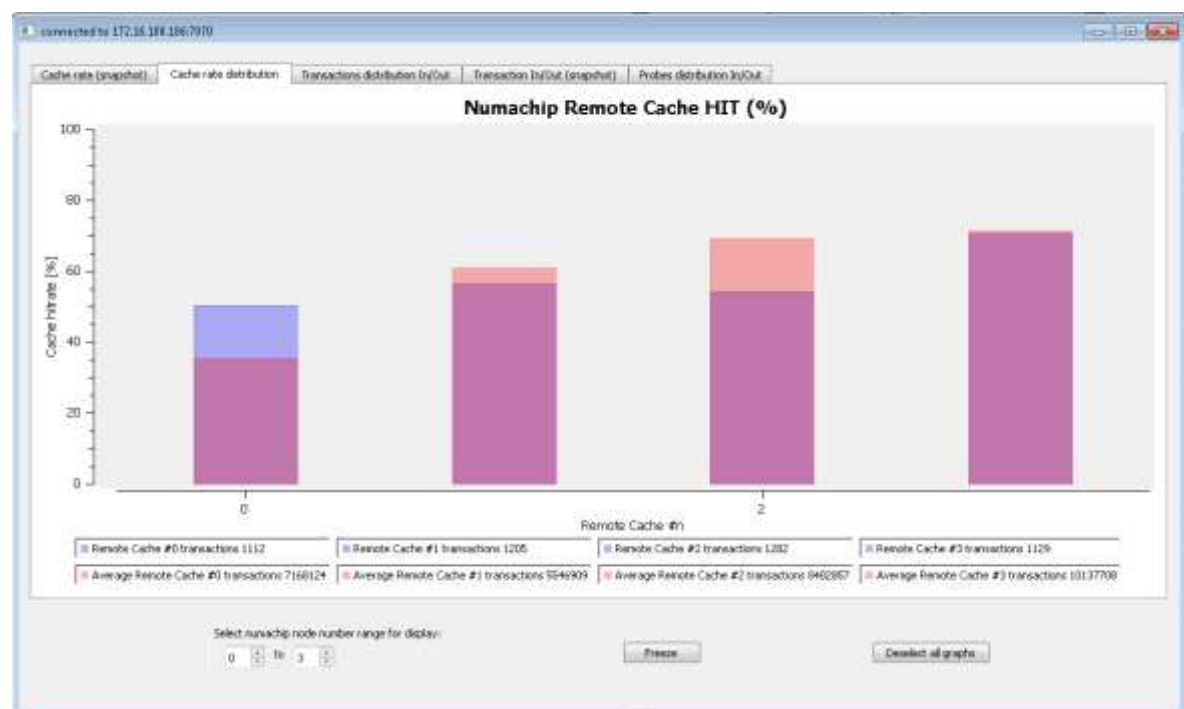 connected to 172.16.186.186:7070
Cache rate (snapshot) Cache rate distribution Transactions distribution In/Out Transaction In/Out (snapshot) Probes distribution In/Out
Numachip Remote Cache HIT (%)
100
80
60
40
20
0
Cache hitrate [%]
0 2
Remote Cache #n
Remote Cache #0 transactions 1112 Remote Cache #1 transactions 1205 Remote Cache #2 transactions 1282 Remote Cache #3 transactions 1129
Average Remote Cache #0 transactions 7168124 Average Remote Cache #1 transactions 5546909 Average Remote Cache #2 transactions 8462857 Average Remote Cache #3 transactions 10137708
Select numachip node number range for display:
0 to 3
Freeze Deselect all graphs